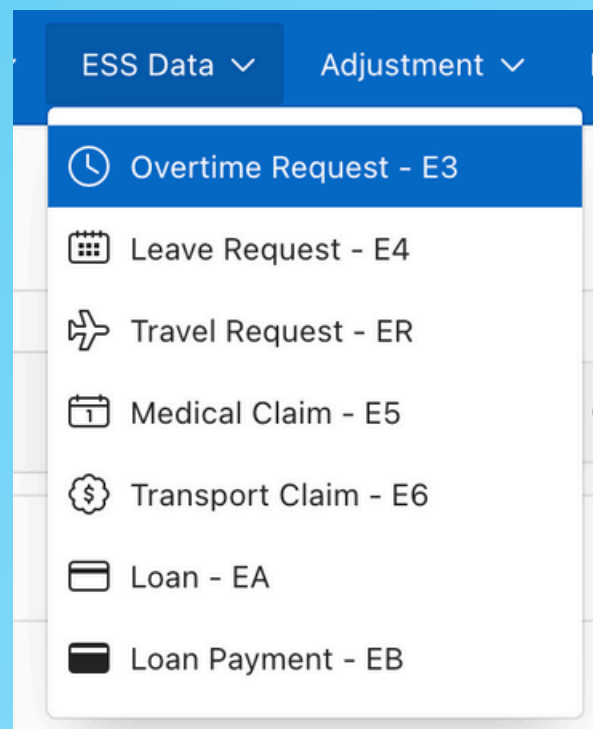 ESS Data Adjustment
Overtime Request - E3
Leave Request - E4
Travel Request - ER
Medical Claim - E5
Transport Claim - E6
Loan - EA
Loan Payment - EB